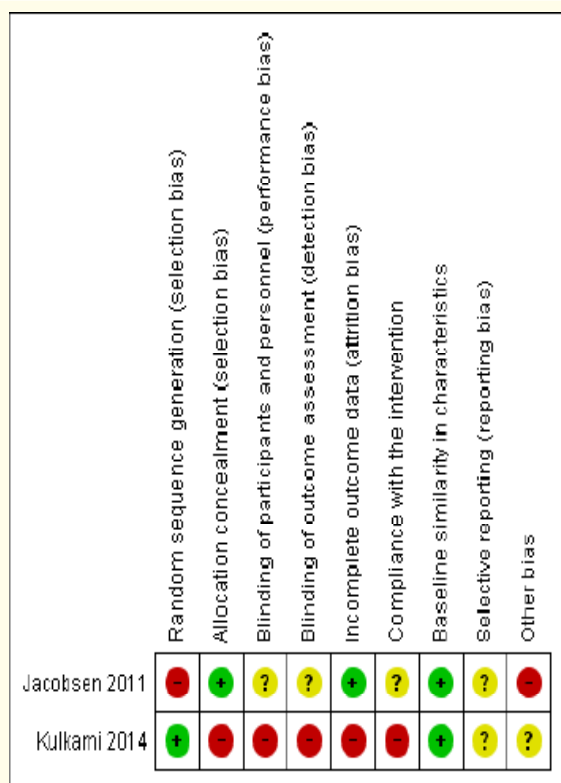 Random sequence generation (selection bias)
Allocation concealment (selection bias)
Blinding of participants and personnel (performance bias)
Blinding of outcome assessment (detection bias)
Incomplete outcome data (attrition bias)
Compliance with the intervention
Baseline similarity in characteristics
Selective reporting (reporting bias)
Other bias
Jacobsen 2011 - + ? ? + ? + ? -
Kulkami 2014 + - - - - - + ? ?